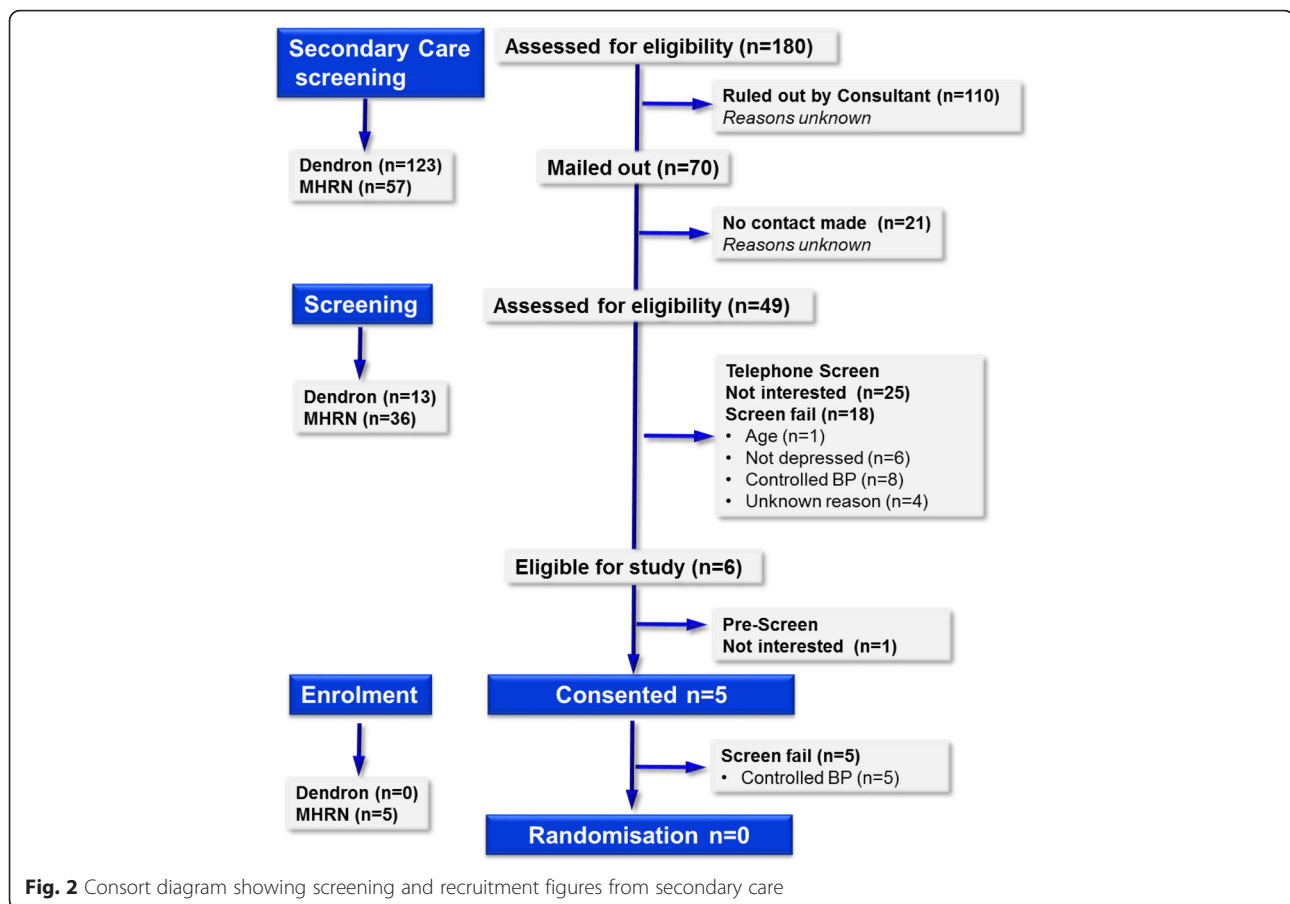 Secondary Care
screening
Assessed for eligibility (n=180)
Ruled out by Consultant (n=110)
Reasons unknown
Dendron (n=123)
MHRN (n=57)
Mailed out (n=70)
No contact made (n=21)
Reasons unknown
Screening
Assessed for eligibility (n=49)
Dendron (n=13)
MHRN (n=36)
Telephone Screen
Not interested (n=25)
Screen fail (n=18)
• Age (n=1)
• Not depressed (n=6)
• Controlled BP (n=8)
• Unknown reason (n=4)
Eligible for study (n=6)
Pre-Screen
Not interested (n=1)
Enrolment
Consented n=5
Dendron (n=0)
MHRN (n=5)
Screen fail (n=5)
• Controlled BP (n=5)
Randomisation n=0
Fig. 2 Consort diagram showing screening and recruitment figures from secondary care